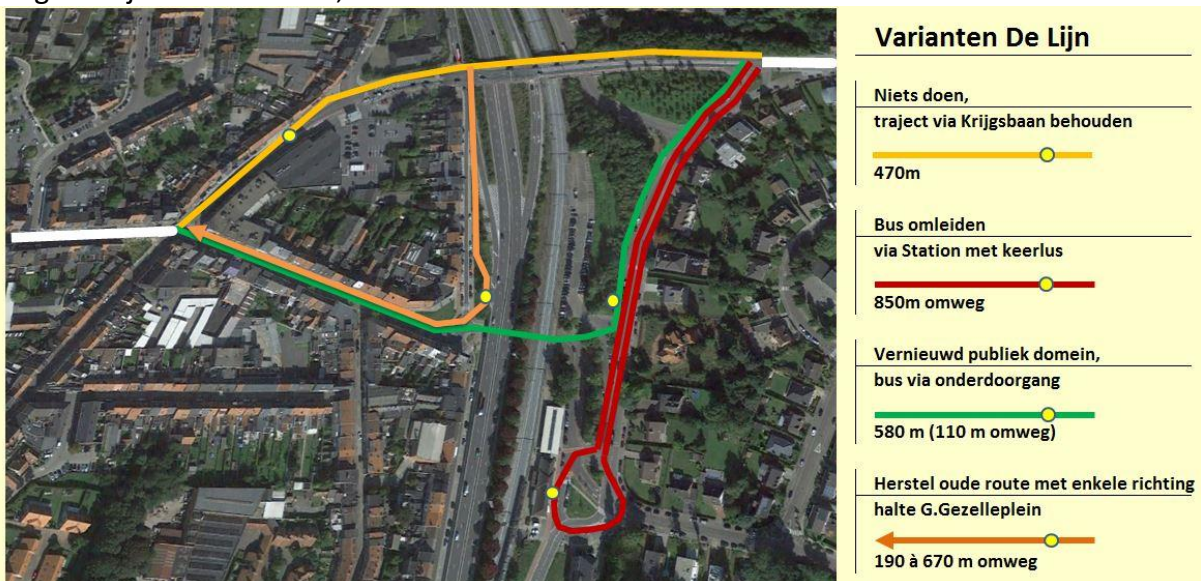 Varianten De Lijn
Niets doen,
traject via Krijgsbaan behouden
470m
Bus omleiden
via Station met keerlus
850m omweg
Vernieuwd publiek domein,
bus via onderdoorgang
580 m (110 m omweg)
Herstel oude route met enkele richting
halte G.Gezelleplein
190 à 670 m omweg